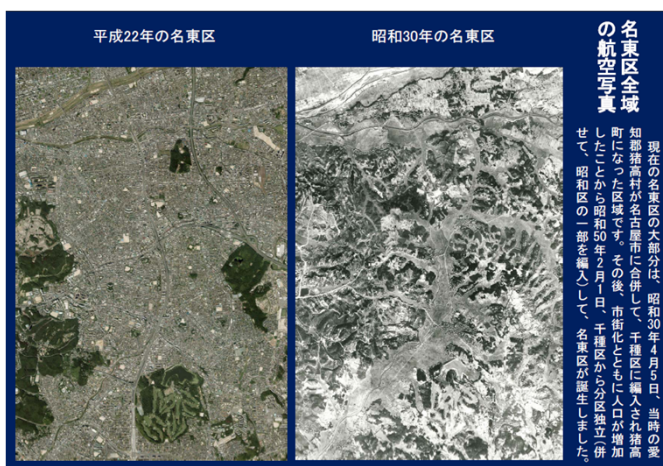 名東区全域
の航空写真
現在の名東区の大部分は、昭和30年4月5日、当時の愛
知郡猪高村が名古屋市に合併して、千種区に編入され猪高
町になった区域です。その後、市街化とともに人口が増加
したことから昭和50年2月1日、千種区から分区独立(併
せて、昭和区の一部を編入)して、名東区が誕生しました。
昭和30年の名東区
平成22年の名東区